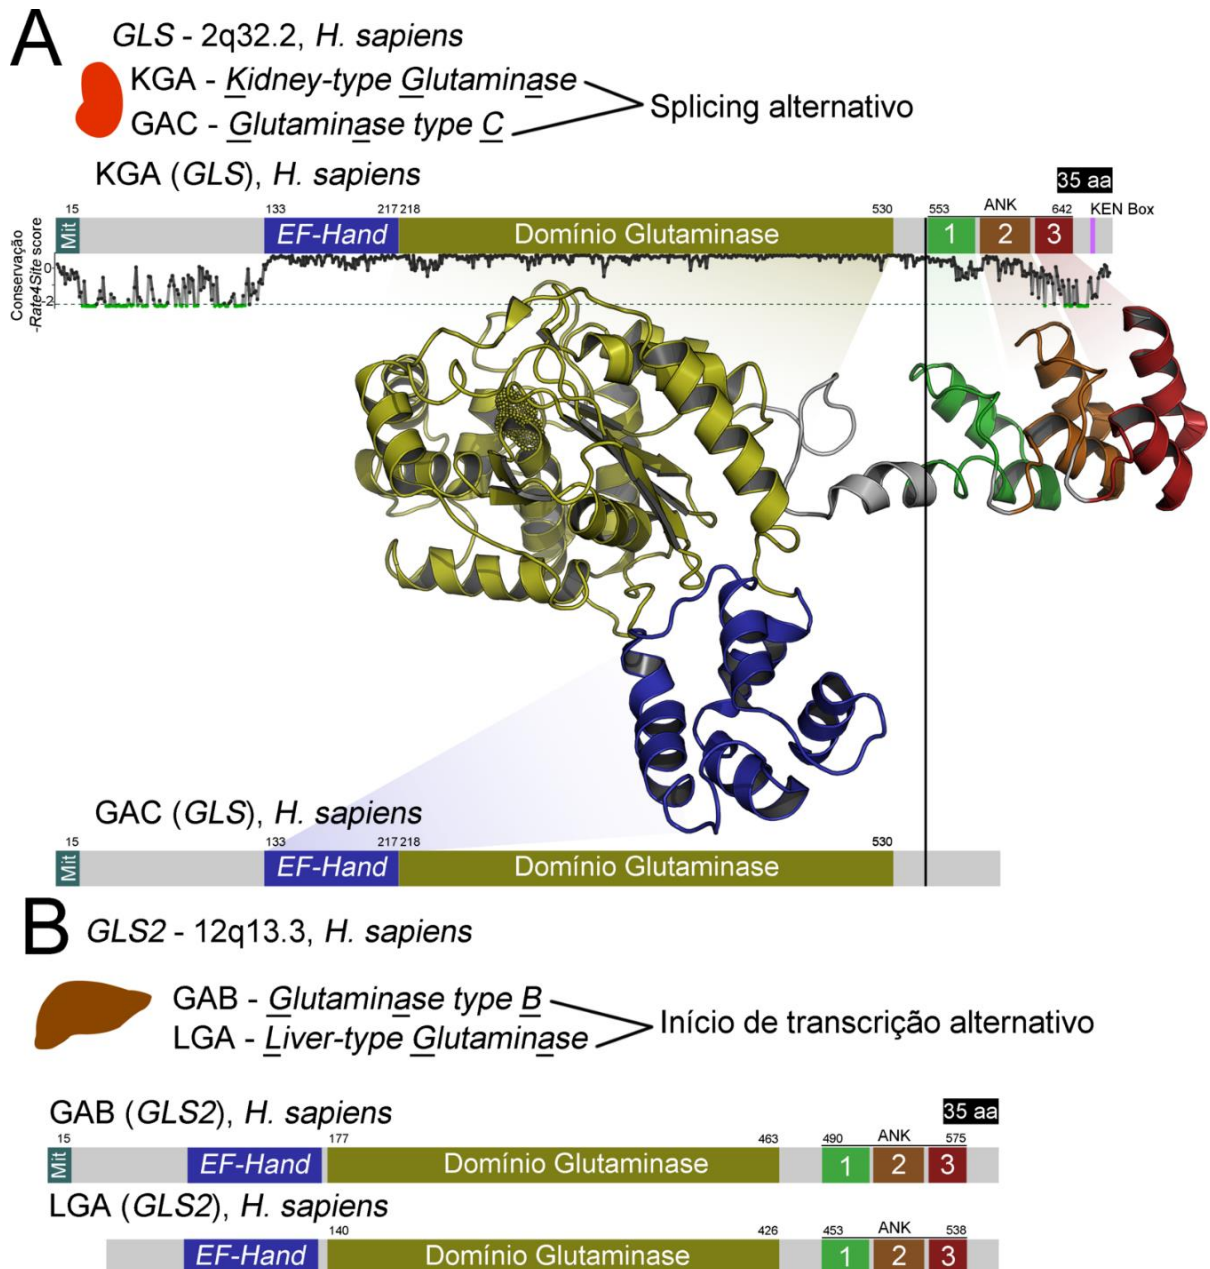 A
GLS - 2q32.2, H. sapiens
KGA - Kidney-type Glutaminase
GAC - Glutaminase type C
Splicing alternativo
KGA (GLS), H. sapiens
35 aa
15
133
217 218
530
553
ANK
642
KEN Box
Mit
EF-Hand
Domínio Glutaminase
1
2
3
Conservação
-Rate4Site score
0
-2
GAC (GLS), H. sapiens
15
133
217 218
530
Mit
EF-Hand
Domínio Glutaminase
B
GLS2 - 12q13.3, H. sapiens
GAB - Glutaminase type B
LGA - Liver-type Glutaminase
Início de transcrição alternativo
GAB (GLS2), H. sapiens
35 aa
15
177
463
490
ANK
575
Mit
EF-Hand
Domínio Glutaminase
1
2
3
LGA (GLS2), H. sapiens
140
426
453
ANK
538
EF-Hand
Domínio Glutaminase
1
2
3